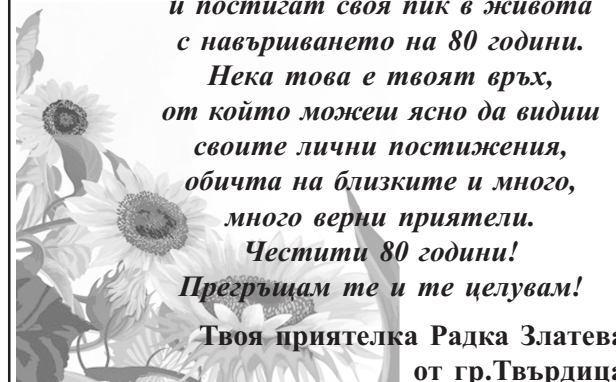 и постигат своя пик в живота
с навършването на 80 години.
Нека това е твоят връх,
от който можеш ясно да видиш
своите лични постижения,
обичта на близките и много,
много верни приятели.
Честити 80 години!
Прегръщам те и те целувам!
Твоя приятелка Радка Златева
от гр.Твърдица